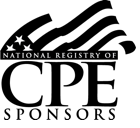 NATIONAL REGISTRY OF
CPE
SPONSORS